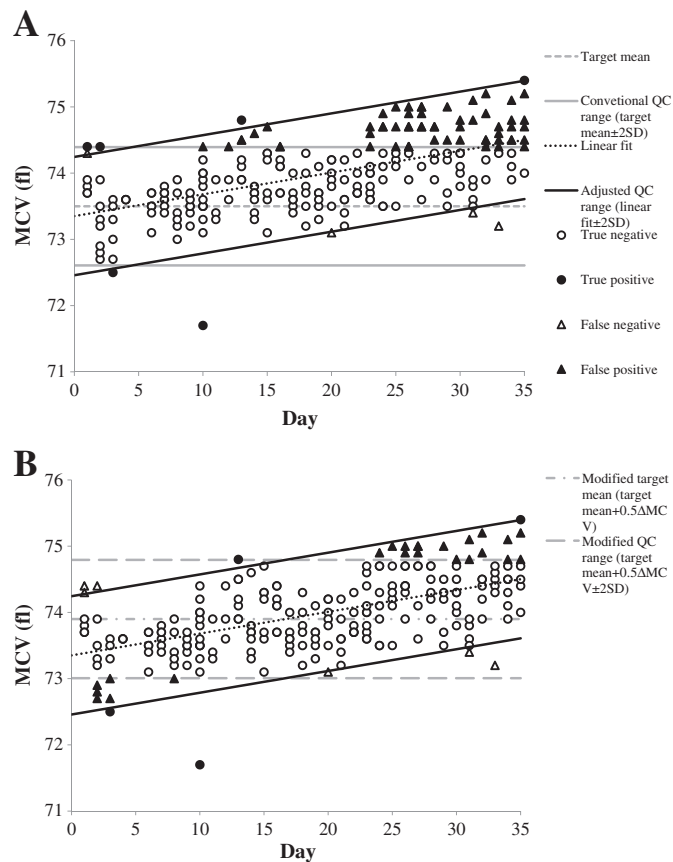 A
76
75
74
73
72
71
MCV (fl)
0
5
10
15
20
25
30
35
Day
Target mean
Convetional QC
range (target
mean±2SD)
Linear fit
Adjusted QC
range (linear
fit±2SD)
True negative
True positive
False negative
False positive
B
76
75
74
73
72
71
MCV (fl)
0
5
10
15
20
25
30
35
Day
Modified target
mean (target
mean+0.5ΔMC
V)
Modified QC
range (target
mean+0.5ΔMC
V±2SD)